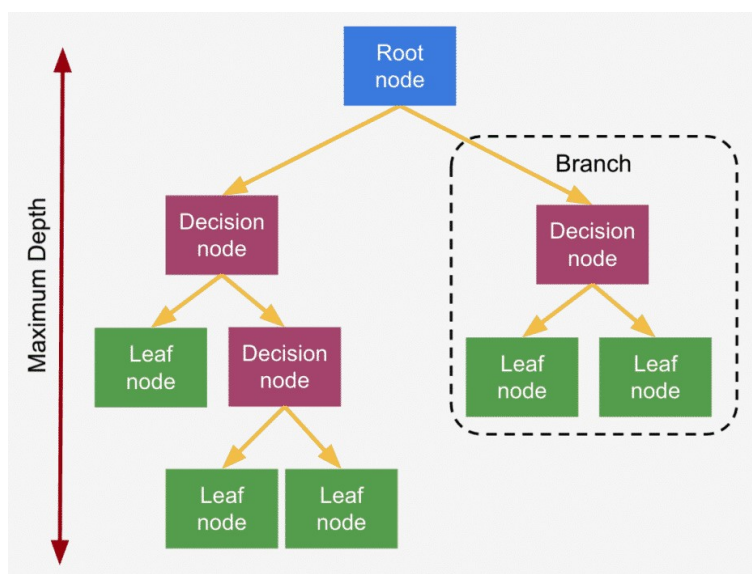 Root
node
Branch
Decision
node
Decision
node
Maximum Depth
Leaf
node
Decision
node
Leaf
node
Leaf
node
Leaf
node
Leaf
node